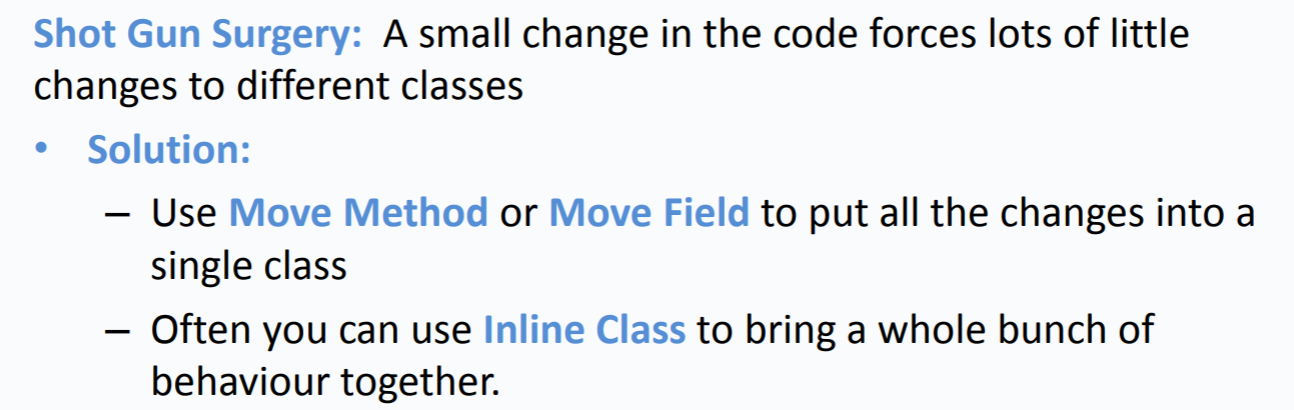 Shot Gun Surgery: A small change in the code forces lots of little
changes to different classes
• Solution:
– Use Move Method or Move Field to put all the changes into a
single class
– Often you can use Inline Class to bring a whole bunch of
behaviour together.